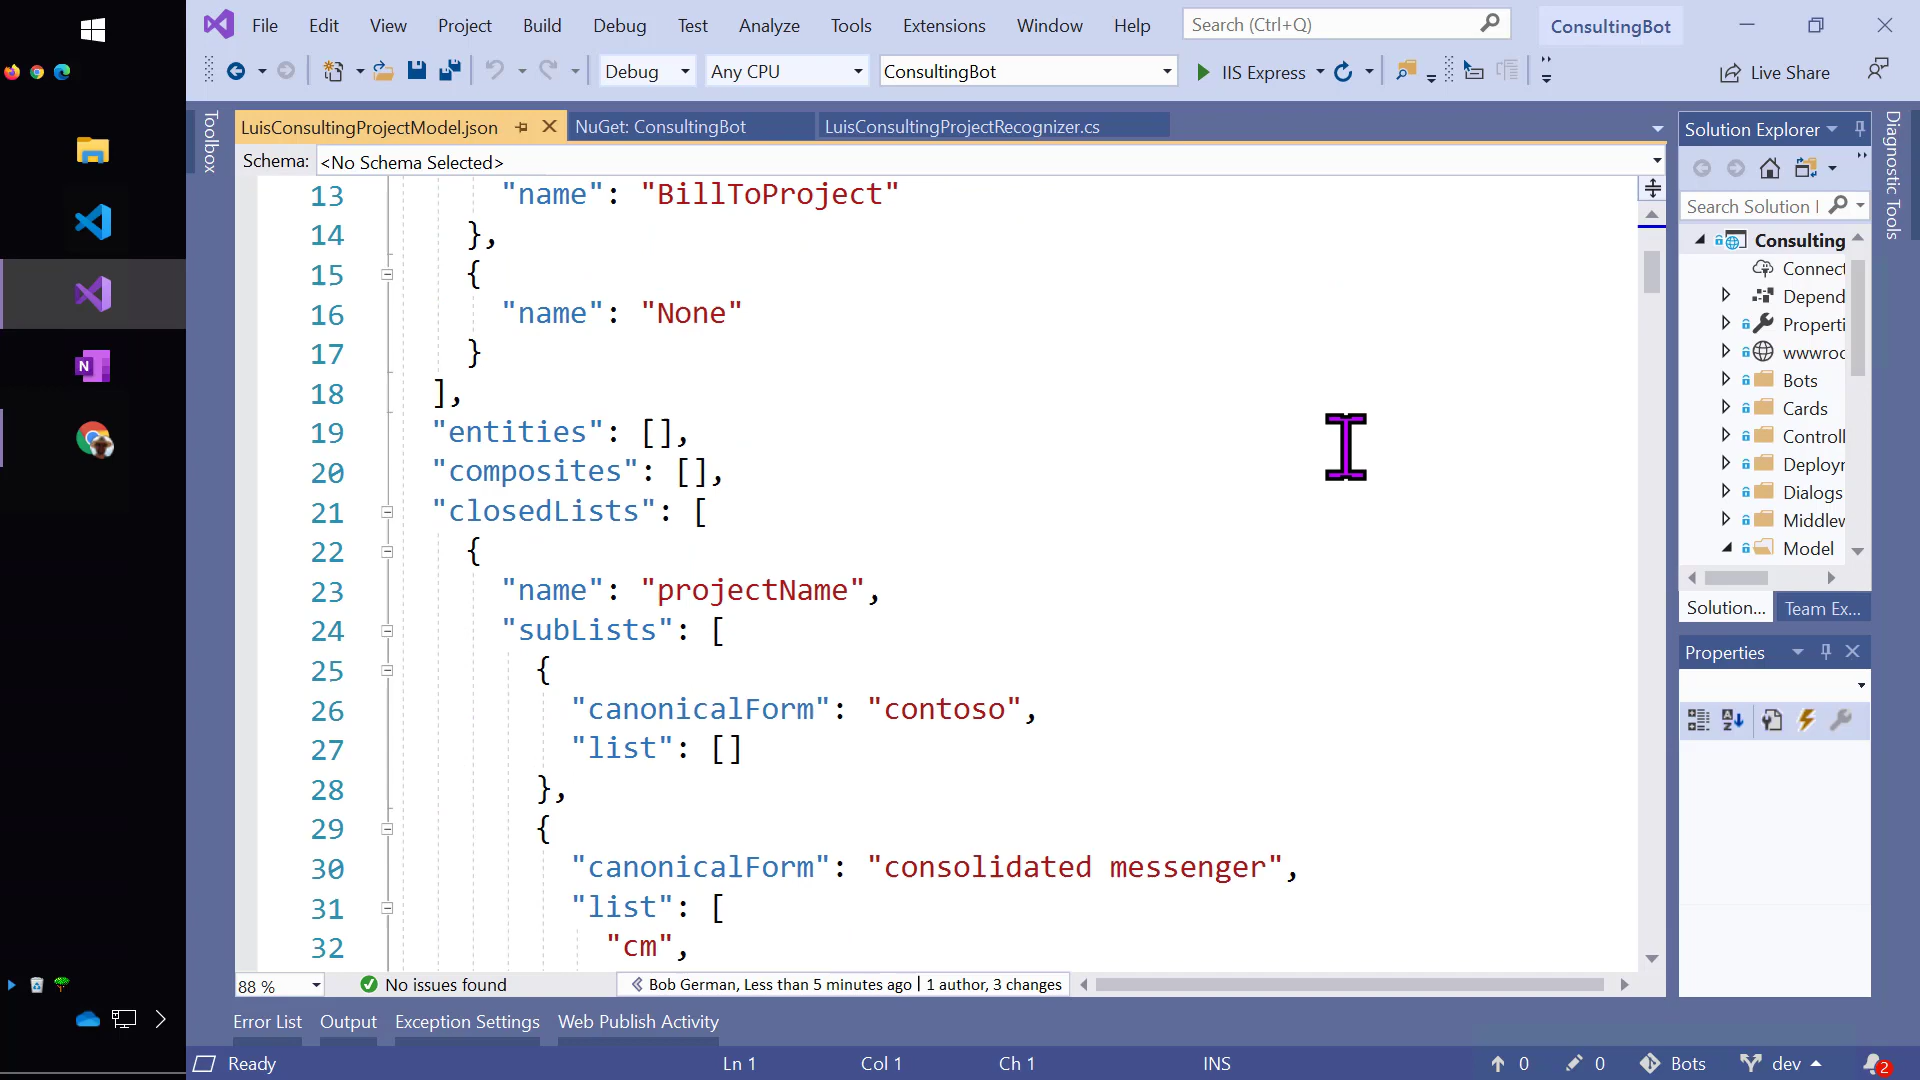 File Edit View Project Build Debug Test Analyze Tools Extensions Window Help Search (Ctrl+Q) ConsultingBot
Debug Any CPU ConsultingBot IIS Express Live Share
Toolbox
LuisConsultingProjectModel.json NuGet: ConsultingBot LuisConsultingProjectRecognizer.cs
Schema: <No Schema Selected>
13 "name": "BillToProject"
14 },
15 {
16 "name": "None"
17 }
18 ],
19 "entities": [],
20 "composites": [],
21 "closedLists": [
22 {
23 "name": "projectName",
24 "subLists": [
25 {
26 "canonicalForm": "contoso",
27 "list": []
28 },
29 {
30 "canonicalForm": "consolidated messenger",
31 "list": [
32 "cm",
88 % No issues found Bob German, Less than 5 minutes ago | 1 author, 3 changes
Error List Output Exception Settings Web Publish Activity
Solution Explorer
Search Solution
Consulting
Connect
Depend
Properti
wwwroo
Bots
Cards
Controll
Deployr
Dialogs
Middlew
Model
Solution... Team Ex...
Properties
Diagnostic Tools
N
Ready Ln 1 Col 1 Ch 1 INS 0 0 Bots dev 2